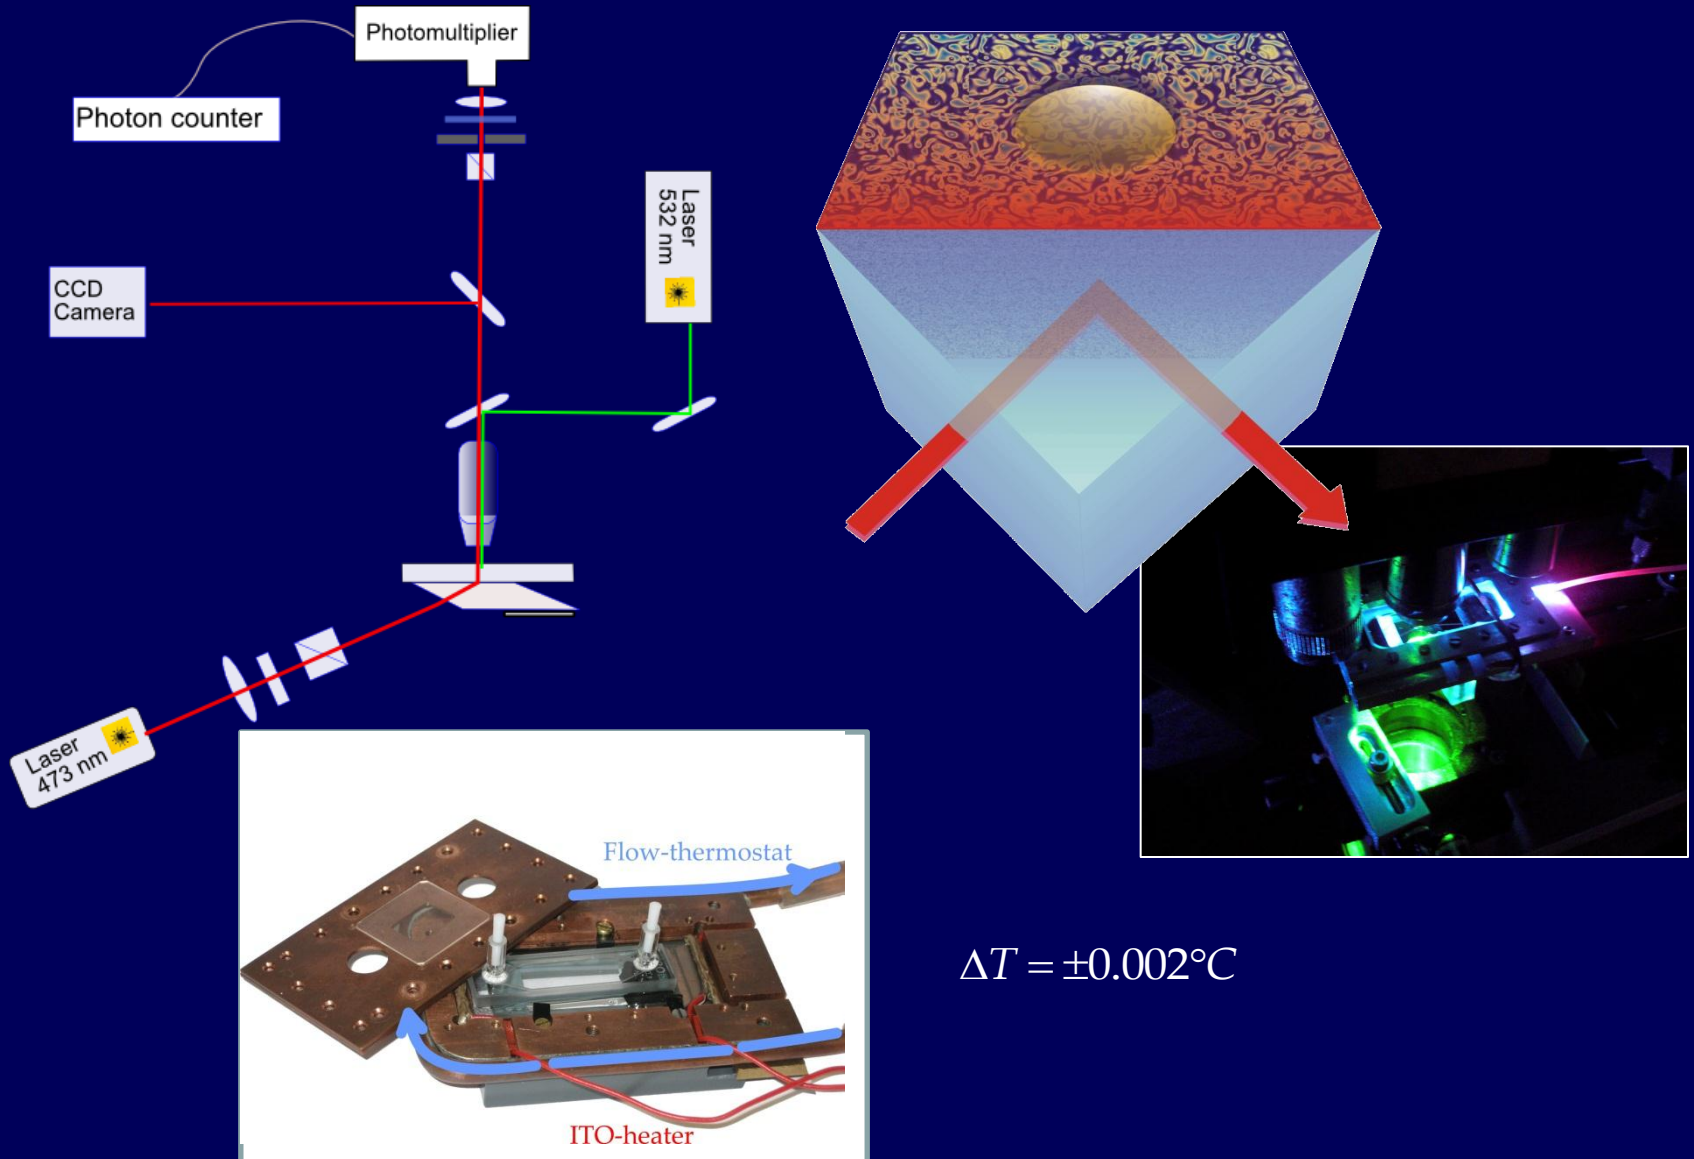 Photomultiplier
Photon counter
Laser
532 nm
CCD
Camera
Laser
473 nm
Flow-thermostat
ΔT = ±0.002°C
ITO-heater